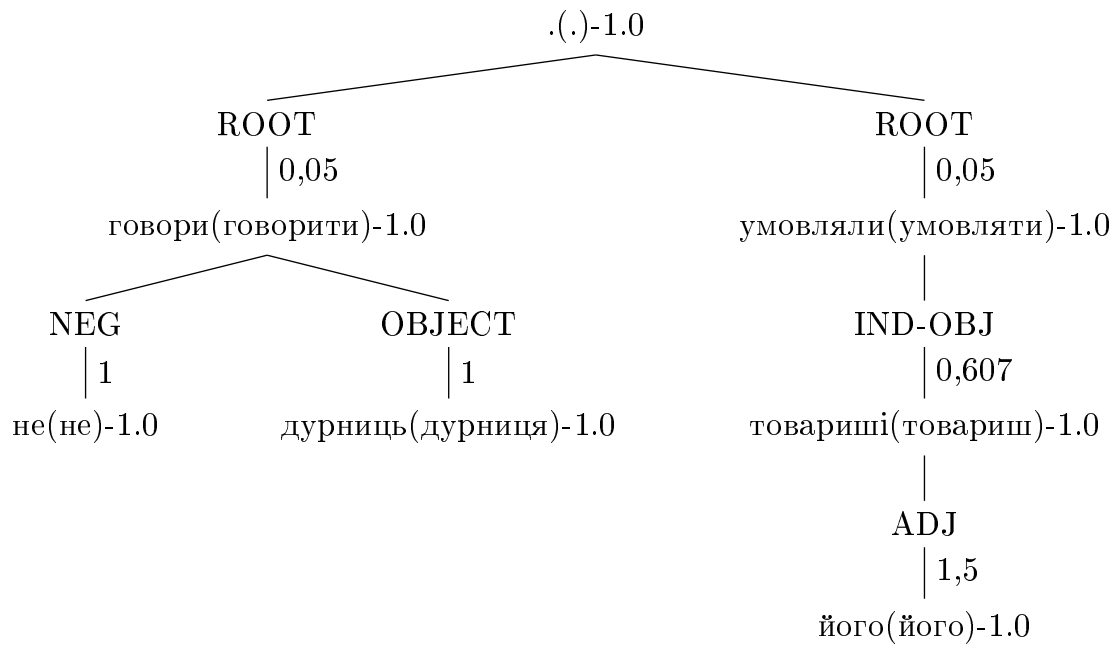 .(.)-1.0
ROOT ROOT
0,05 0,05
говори(говорити)-1.0 умовляли(умовляти)-1.0
NEG OBJECT IND-OBJ
1 1 0,607
не(не)-1.0 дурниць(дурниця)-1.0 товариші(товариш)-1.0
ADJ
1,5
його(його)-1.0